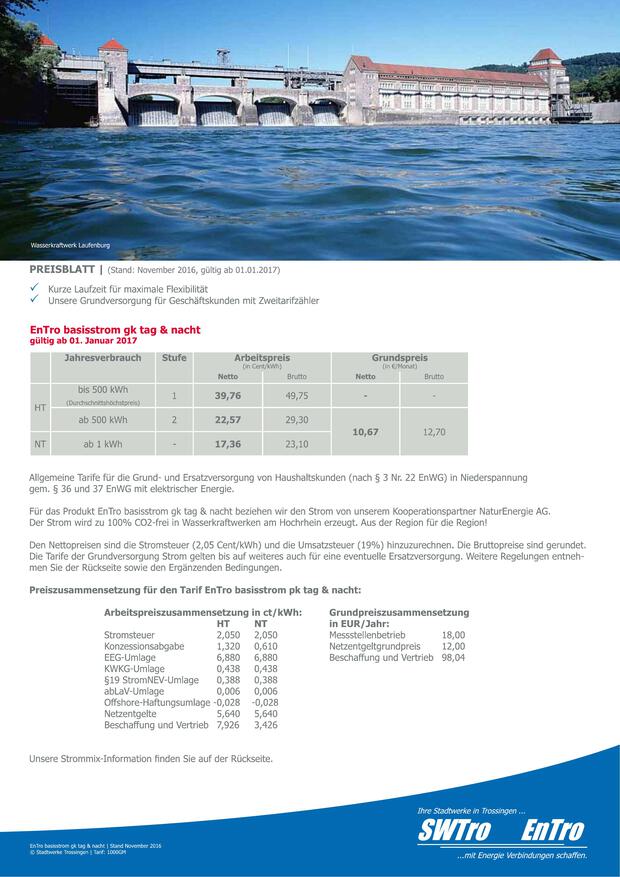 Wasserkraftwerk Laufenburg
PREISBLATT | (Stand: November 2016, gültig ab 01.01.2017)
✓ Kurze Laufzeit für maximale Flexibilität
✓ Unsere Grundversorgung für Geschäftskunden mit Zweitarifzähler
EnTro basisstrom gk tag & nacht
gültig ab 01. Januar 2017
Jahresverbrauch Stufe Arbeitspreis Grundspreis
(in Cent/kWh) (in €/Monat)
Netto Brutto Netto Brutto
HT bis 500 kWh 1 39,76 49,75 - -
(Durchschnittshöchstpreis)
ab 500 kWh 2 22,57 29,30 10,67 12,70
NT ab 1 kWh - 17,36 23,10
Allgemeine Tarife für die Grund- und Ersatzversorgung von Haushaltskunden (nach § 3 Nr. 22 EnWG) in Niederspannung
gem. § 36 und 37 EnWG mit elektrischer Energie.
Für das Produkt EnTro basisstrom gk tag & nacht beziehen wir den Strom von unserem Kooperationspartner NaturEnergie AG.
Der Strom wird zu 100% CO2-frei in Wasserkraftwerken am Hochrhein erzeugt. Aus der Region für die Region!
Den Nettopreisen sind die Stromsteuer (2,05 Cent/kWh) und die Umsatzsteuer (19%) hinzuzurechnen. Die Bruttopreise sind gerundet.
Die Tarife der Grundversorgung Strom gelten bis auf weiteres auch für eine eventuelle Ersatzversorgung. Weitere Regelungen entneh-
men Sie der Rückseite sowie den Ergänzenden Bedingungen.
Preiszusammensetzung für den Tarif EnTro basisstrom pk tag & nacht:
Arbeitspreiszusammensetzung in ct/kWh: Grundpreiszusammensetzung
HT NT in EUR/Jahr:
Stromsteuer 2,050 2,050 Messstellenbetrieb 18,00
Konzessionsabgabe 1,320 0,610 Netzentgeltgrundpreis 12,00
EEG-Umlage 6,880 6,880 Beschaffung und Vertrieb 98,04
KWKG-Umlage 0,438 0,438
§19 StromNEV-Umlage 0,388 0,388
abLaV-Umlage 0,006 0,006
Offshore-Haftungsumlage -0,028 -0,028
Netzentgelte 5,640 5,640
Beschaffung und Vertrieb 7,926 3,426
Unsere Strommix-Information finden Sie auf der Rückseite.
Ihre Stadtwerke in Trossingen ...
SWTro EnTro
...mit Energie Verbindungen schaffen.
EnTro basisstrom gk tag & nacht | Stand November 2016
© Stadtwerke Trossingen | Tarif: 1000GM